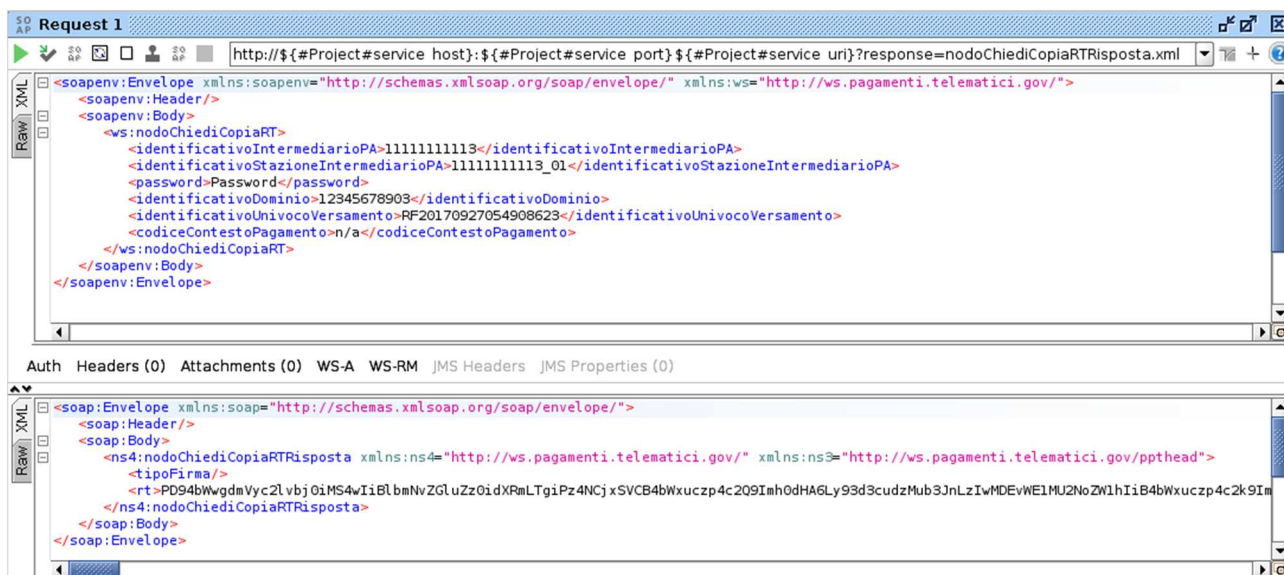 SO AP Request 1
http://${#Project#service host}:${#Project#service port}${#Project#service uri}?response=nodoChiediCopiaRTRisposta.xml
XML
Raw
<soapenv:Envelope xmlns:soapenv="http://schemas.xmlsoap.org/soap/envelope/" xmlns:ws="http://ws.pagamenti.telematici.gov/">
<soapenv:Header/>
<soapenv:Body>
<ws:nodoChiediCopiaRT>
<identificativoIntermediarioPA>11111111113</identificativoIntermediarioPA>
<identificativoStazioneIntermediarioPA>11111111113_01</identificativoStazioneIntermediarioPA>
<password>Password</password>
<identificativoDominio>12345678903</identificativoDominio>
<identificativoUnivocoVersamento>RF20170927054908623</identificativoUnivocoVersamento>
<codiceContestoPagamento>n/a</codiceContestoPagamento>
</ws:nodoChiediCopiaRT>
</soapenv:Body>
</soapenv:Envelope>
Auth Headers (0) Attachments (0) WS-A WS-RM JMS Headers JMS Properties (0)
XML
Raw
<soap:Envelope xmlns:soap="http://schemas.xmlsoap.org/soap/envelope/">
<soap:Header/>
<soap:Body>
<ns4:nodoChiediCopiaRTRisposta xmlns:ns4="http://ws.pagamenti.telematici.gov/" xmlns:ns3="http://ws.pagamenti.telematici.gov/ppthead">
<tipoFirma/>
<rt>PD94bWwgdmVyc2lvbj0iMS4wIiBlbmNvZGluZz0idXRmLTgiPz4NCjxSVCB4bWxuczp4c2Q9Imh0dHA6Ly93d3cudzMub3JnLzIwMDEvWE1MU2NoZW1hIiB4bWxuczp4c2k9Im
</ns4:nodoChiediCopiaRTRisposta>
</soap:Body>
</soap:Envelope>